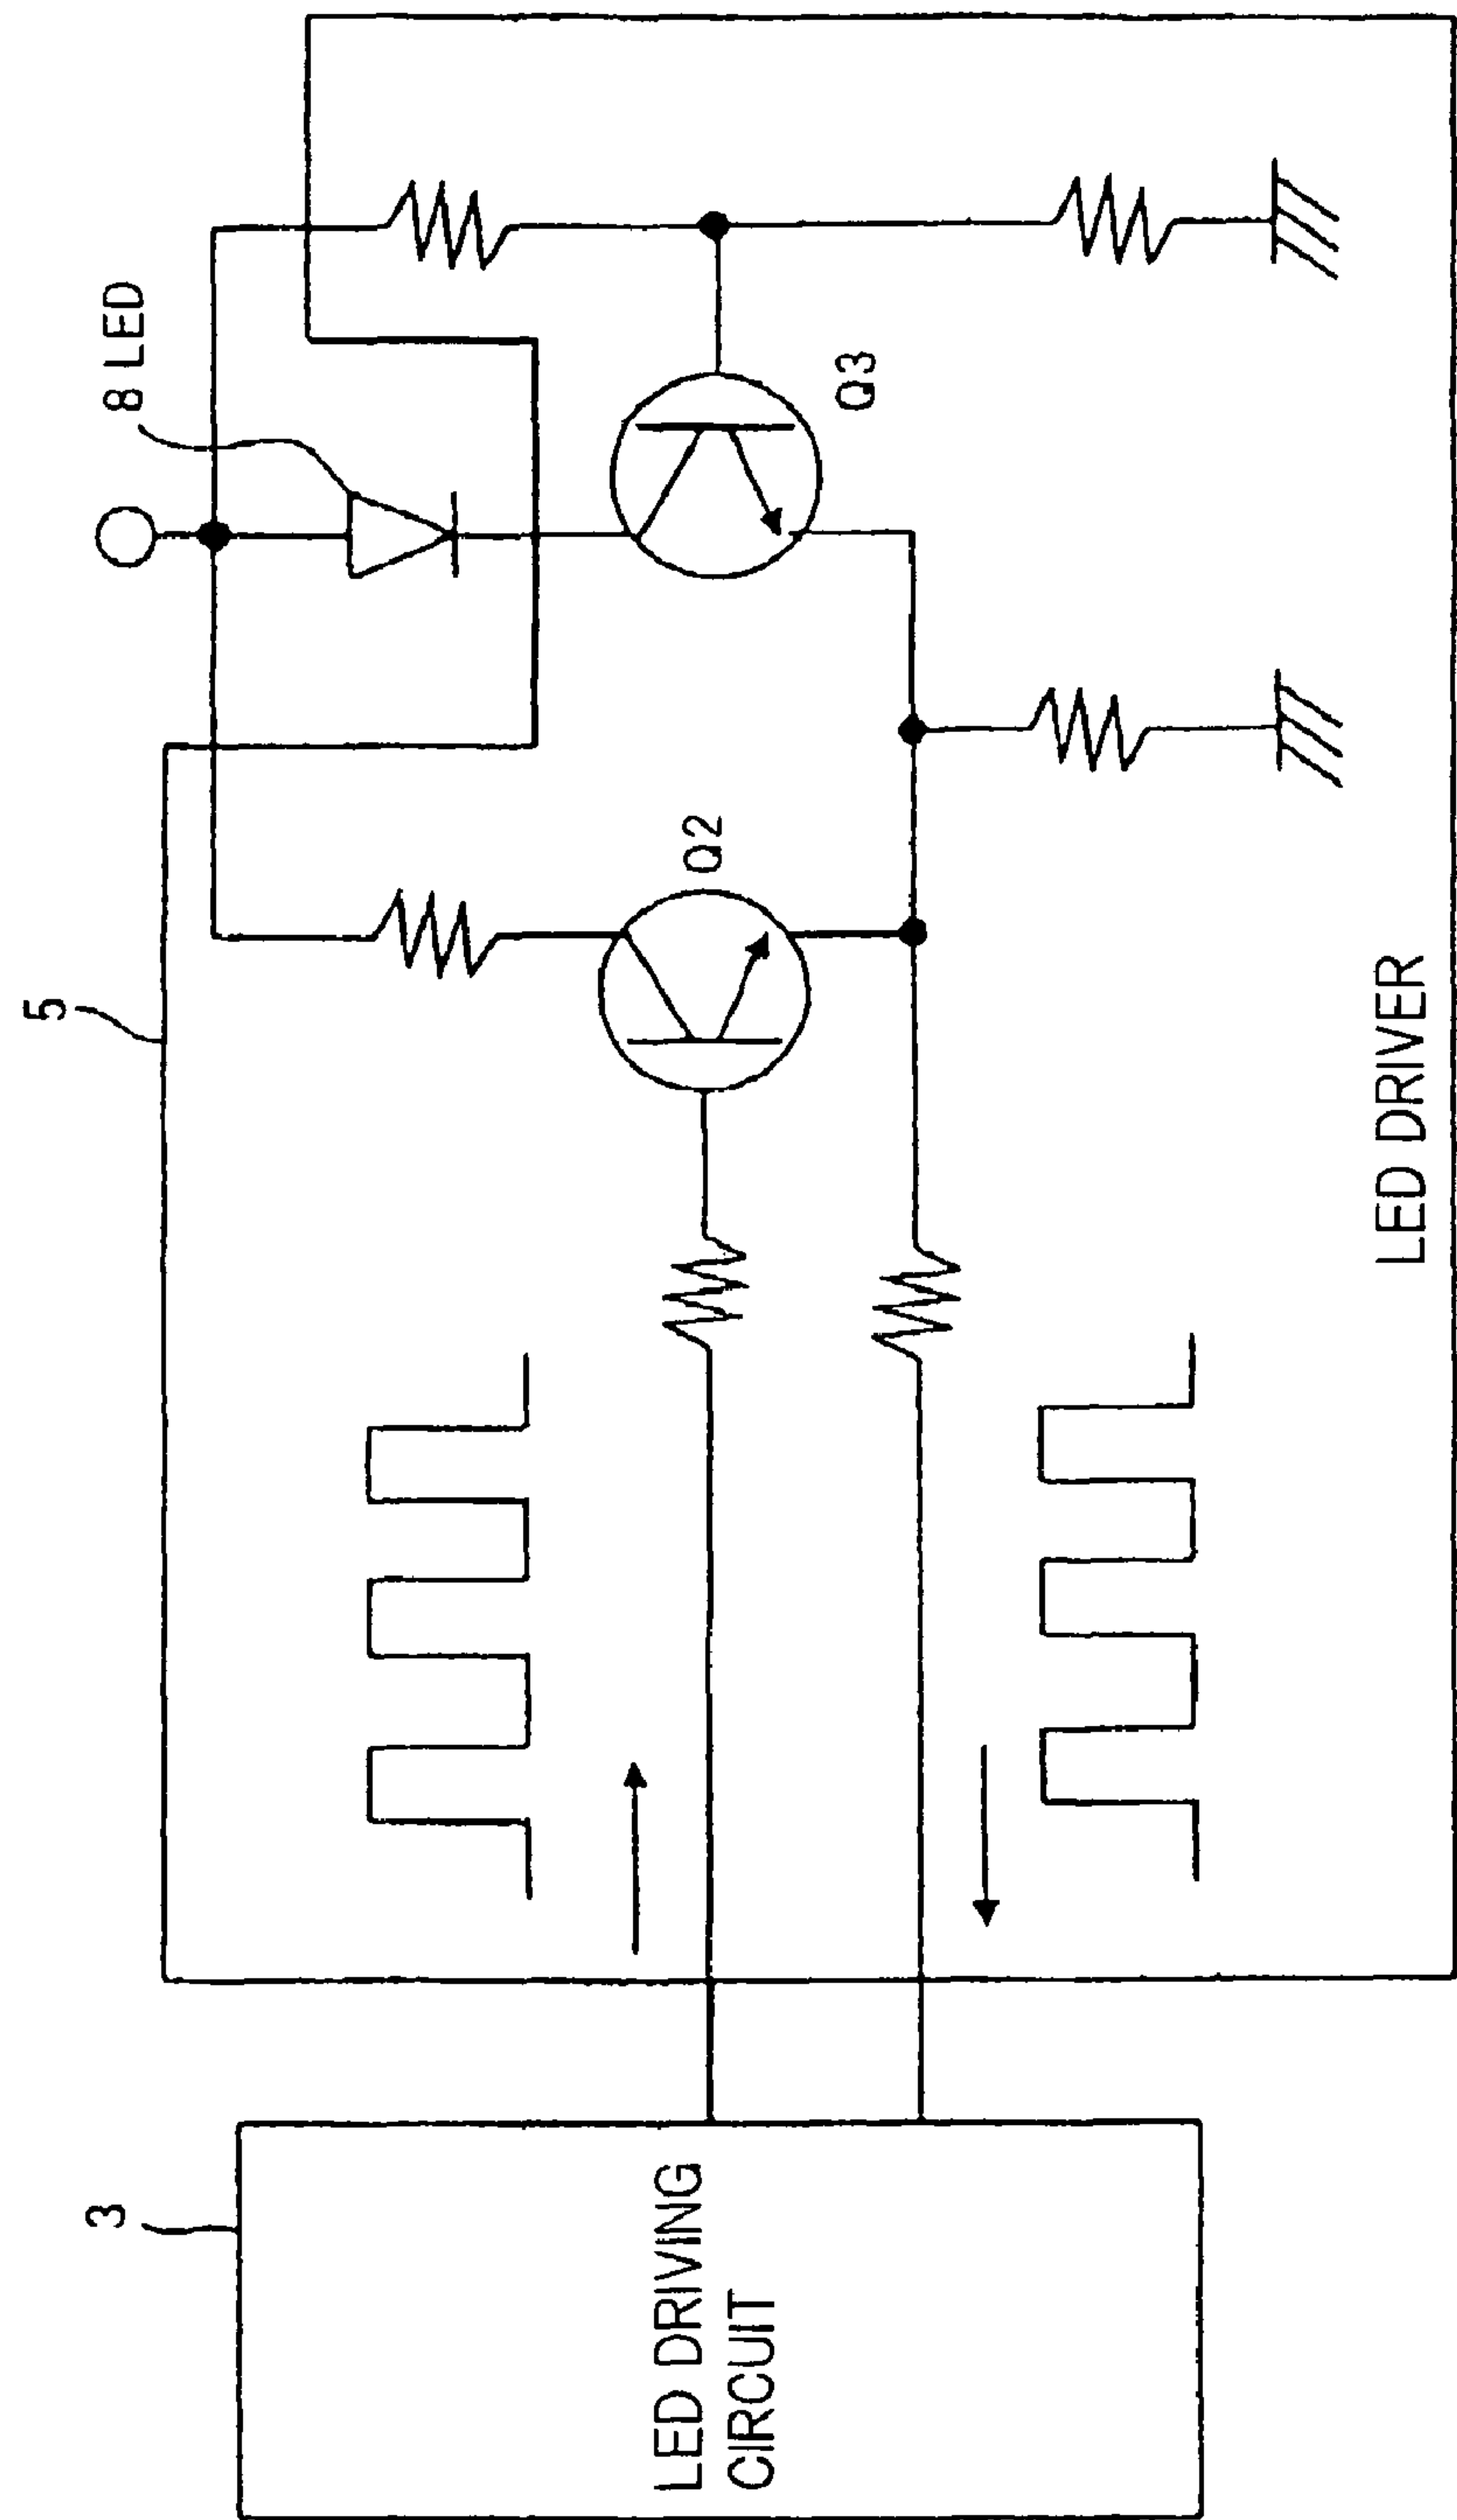 3
LED DRIVING
CIRCUIT
5
8 LED
Q2
Q3
LED DRIVER